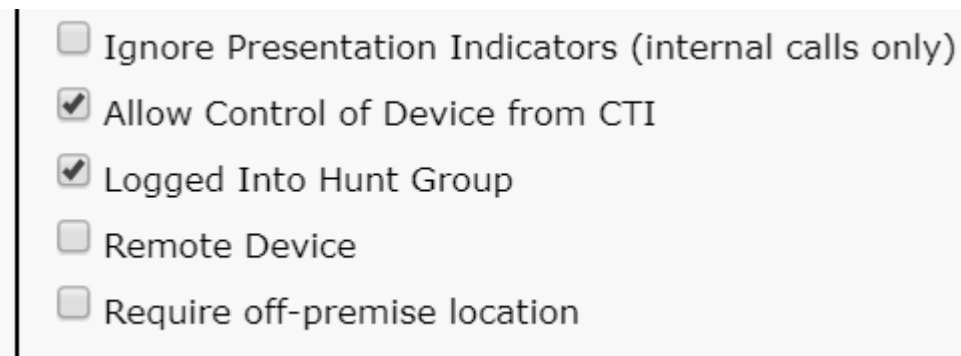 Ignore Presentation Indicators (internal calls only)
Allow Control of Device from CTI
Logged Into Hunt Group
Remote Device
Require off-premise location